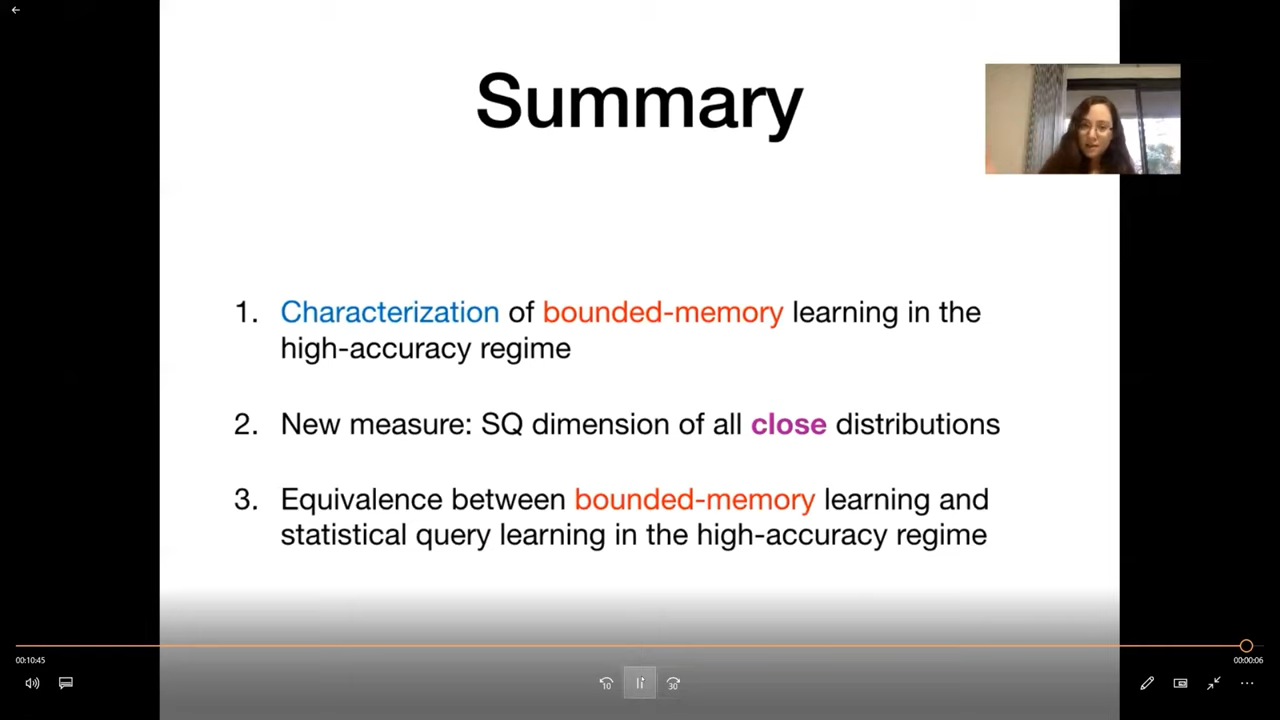 Summary
1. Characterization of bounded-memory learning in the
high-accuracy regime
2. New measure: SQ dimension of all close distributions
3. Equivalence between bounded-memory learning and
statistical query learning in the high-accuracy regime
00:10:45
00:00:06
10
30